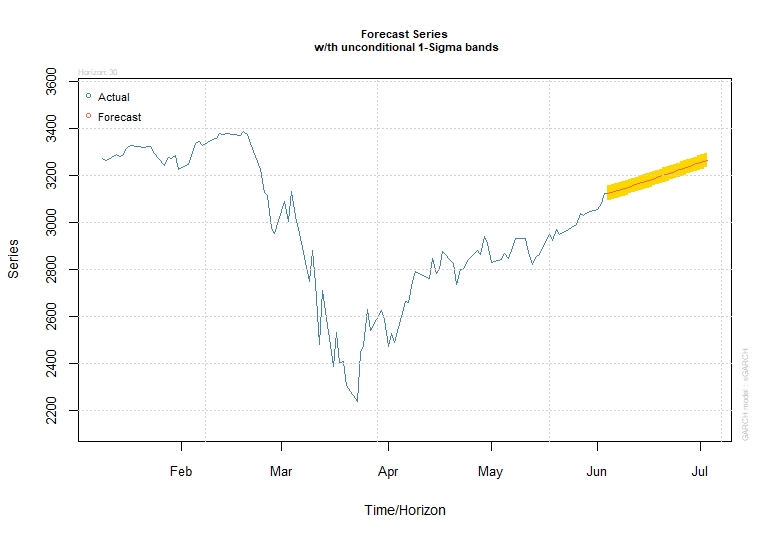 Forecast Series
w/th unconditional 1-Sigma bands
Horizon: 30
Actual
Forecast
3600
3400
3200
3000
2800
2600
2400
2200
Series
Feb Mar Apr May Jun Jul
Time/Horizon
GARCH model : sGARCH